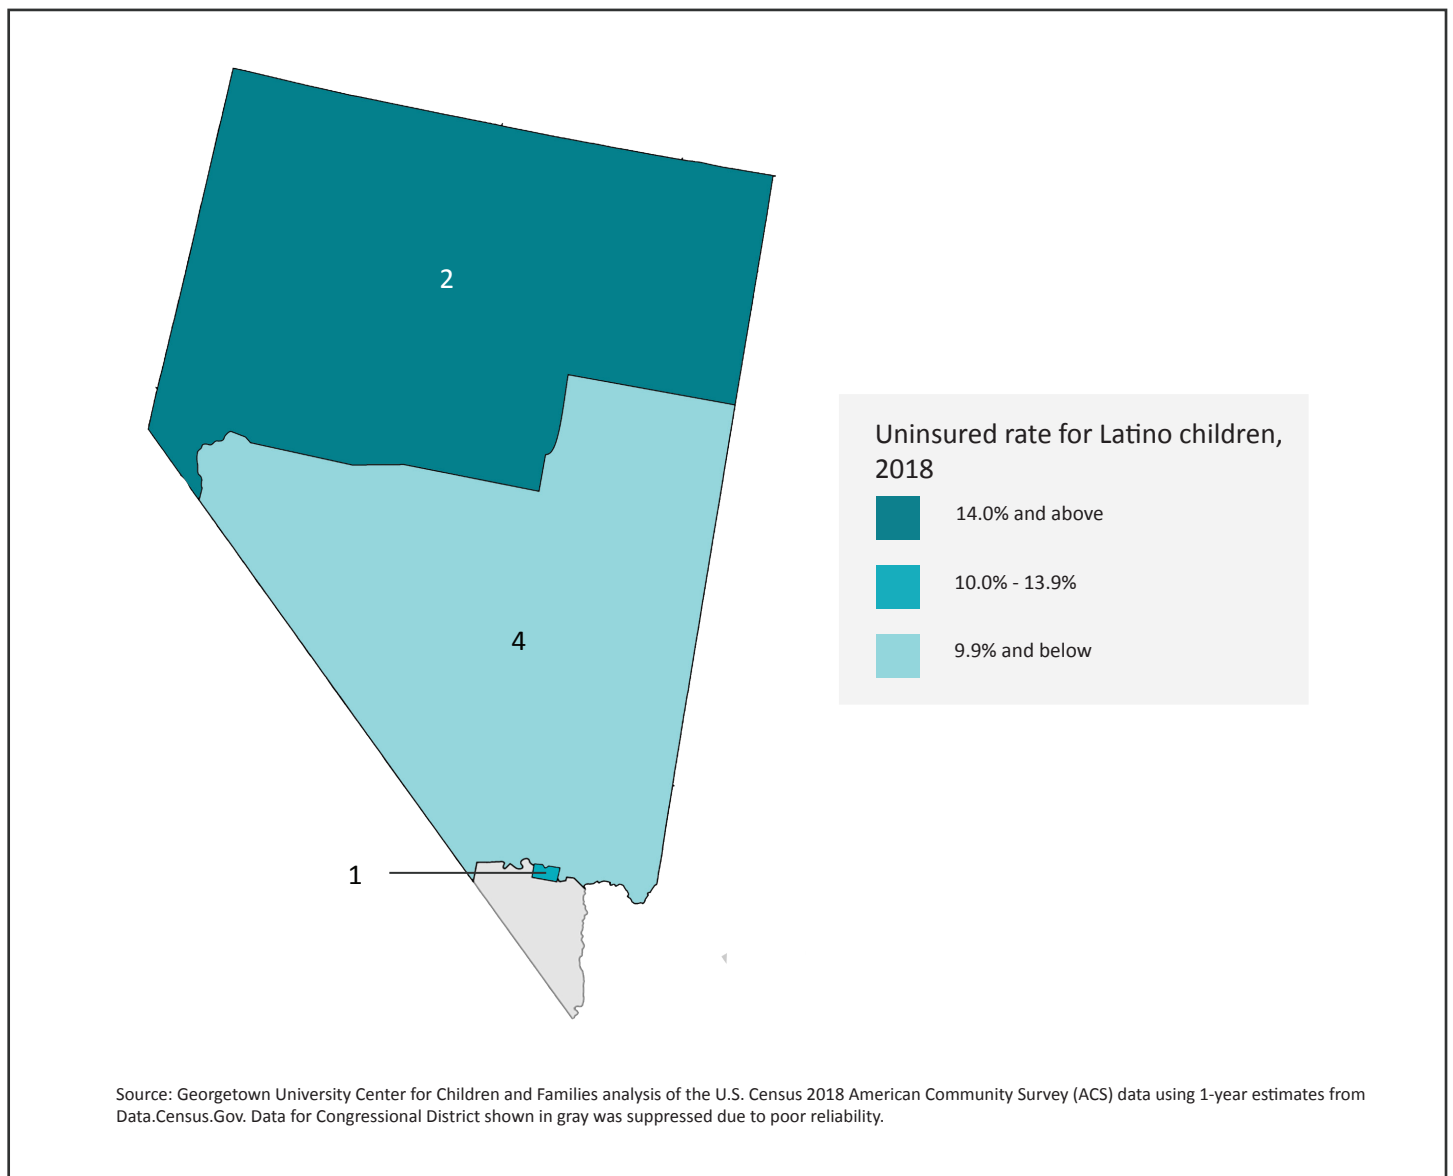 2
4
1
Uninsured rate for Latino children,
2018
14.0% and above
10.0% - 13.9%
9.9% and below
Source: Georgetown University Center for Children and Families analysis of the U.S. Census 2018 American Community Survey (ACS) data using 1-year estimates from
Data.Census.Gov. Data for Congressional District shown in gray was suppressed due to poor reliability.